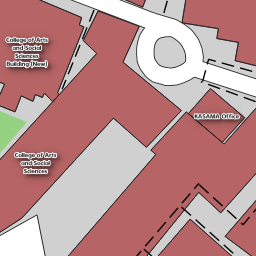 College of Arts
and Social
Sciences
Building [New]
KASAMA Office
College of Arts
and Social
Sciences